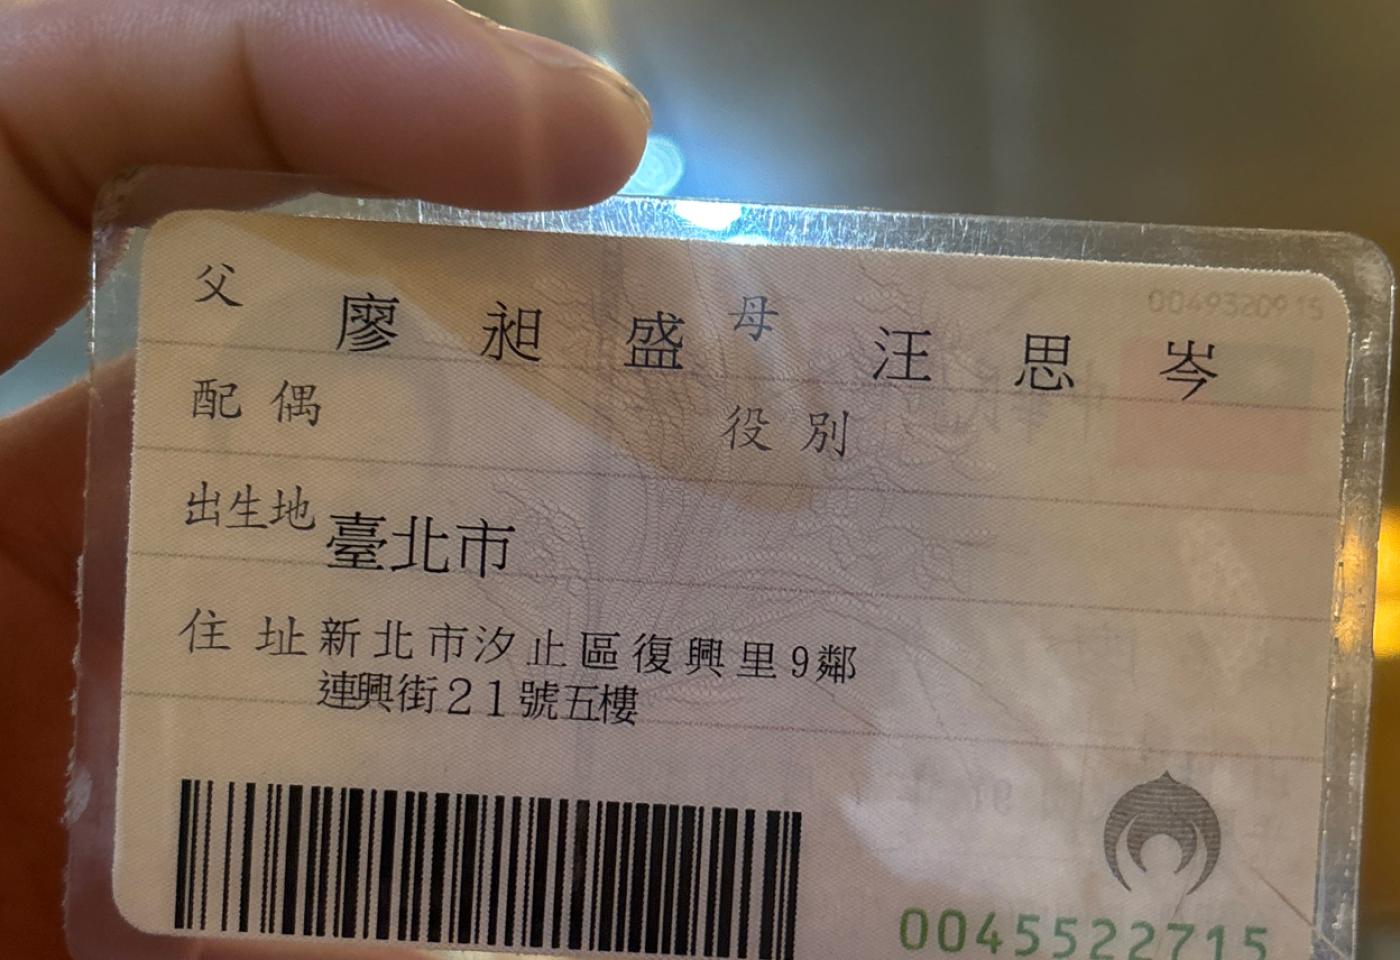 0049320915
父 廖昶盛 母 汪思岑
配偶 役別
出生地 臺北市
住址 新北市汐止區復興里9鄰
連興街21號五樓
0045522715